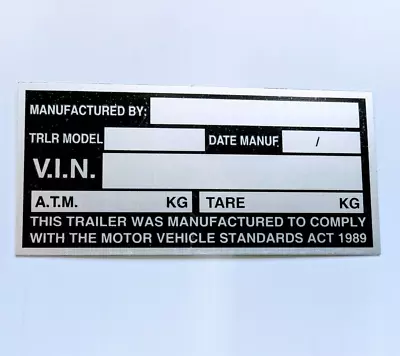 MANUFACTURED BY:
TRLR MODEL DATE MANUF. /
V.I.N.
A.T.M. KG TARE KG
THIS TRAILER WAS MANUFACTURED TO COMPLY
WITH THE MOTOR VEHICLE STANDARDS ACT 1989